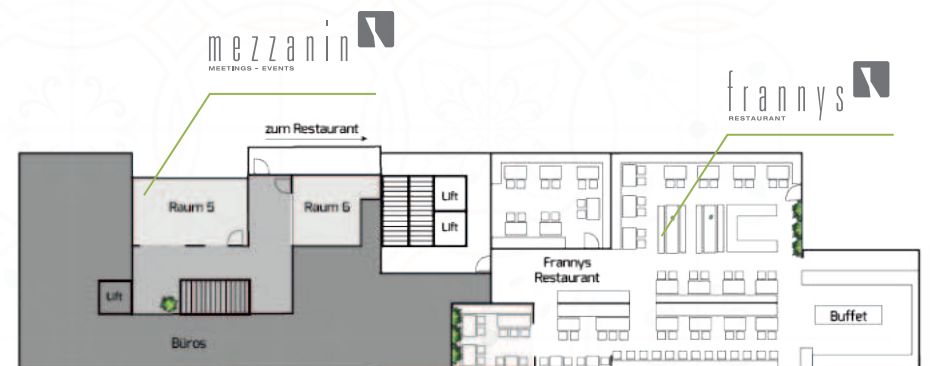 mezzanin
MEETINGS - EVENTS
frannys
RESTAURANT
zum Restaurant
Raum 5
Raum 6
Lift
Lift
Frannys
Restaurant
Lift
Buffet
Büros